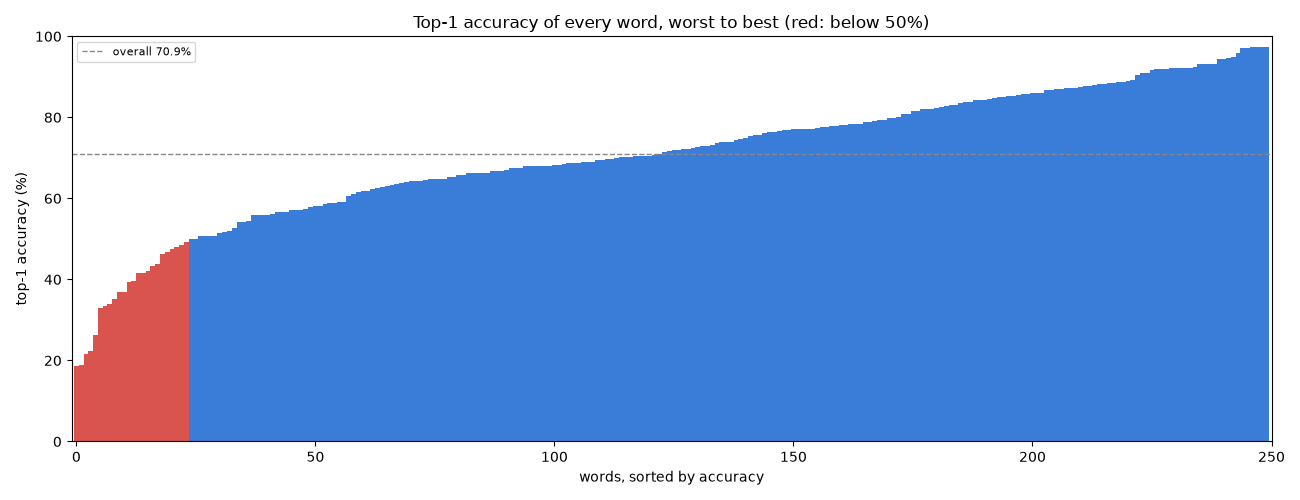 Top-1 accuracy of every word, worst to best (red: below 50%)
overall 70.9%
100
80
60
40
20
0
top-1 accuracy (%)
0 50 100 150 200 250
words, sorted by accuracy